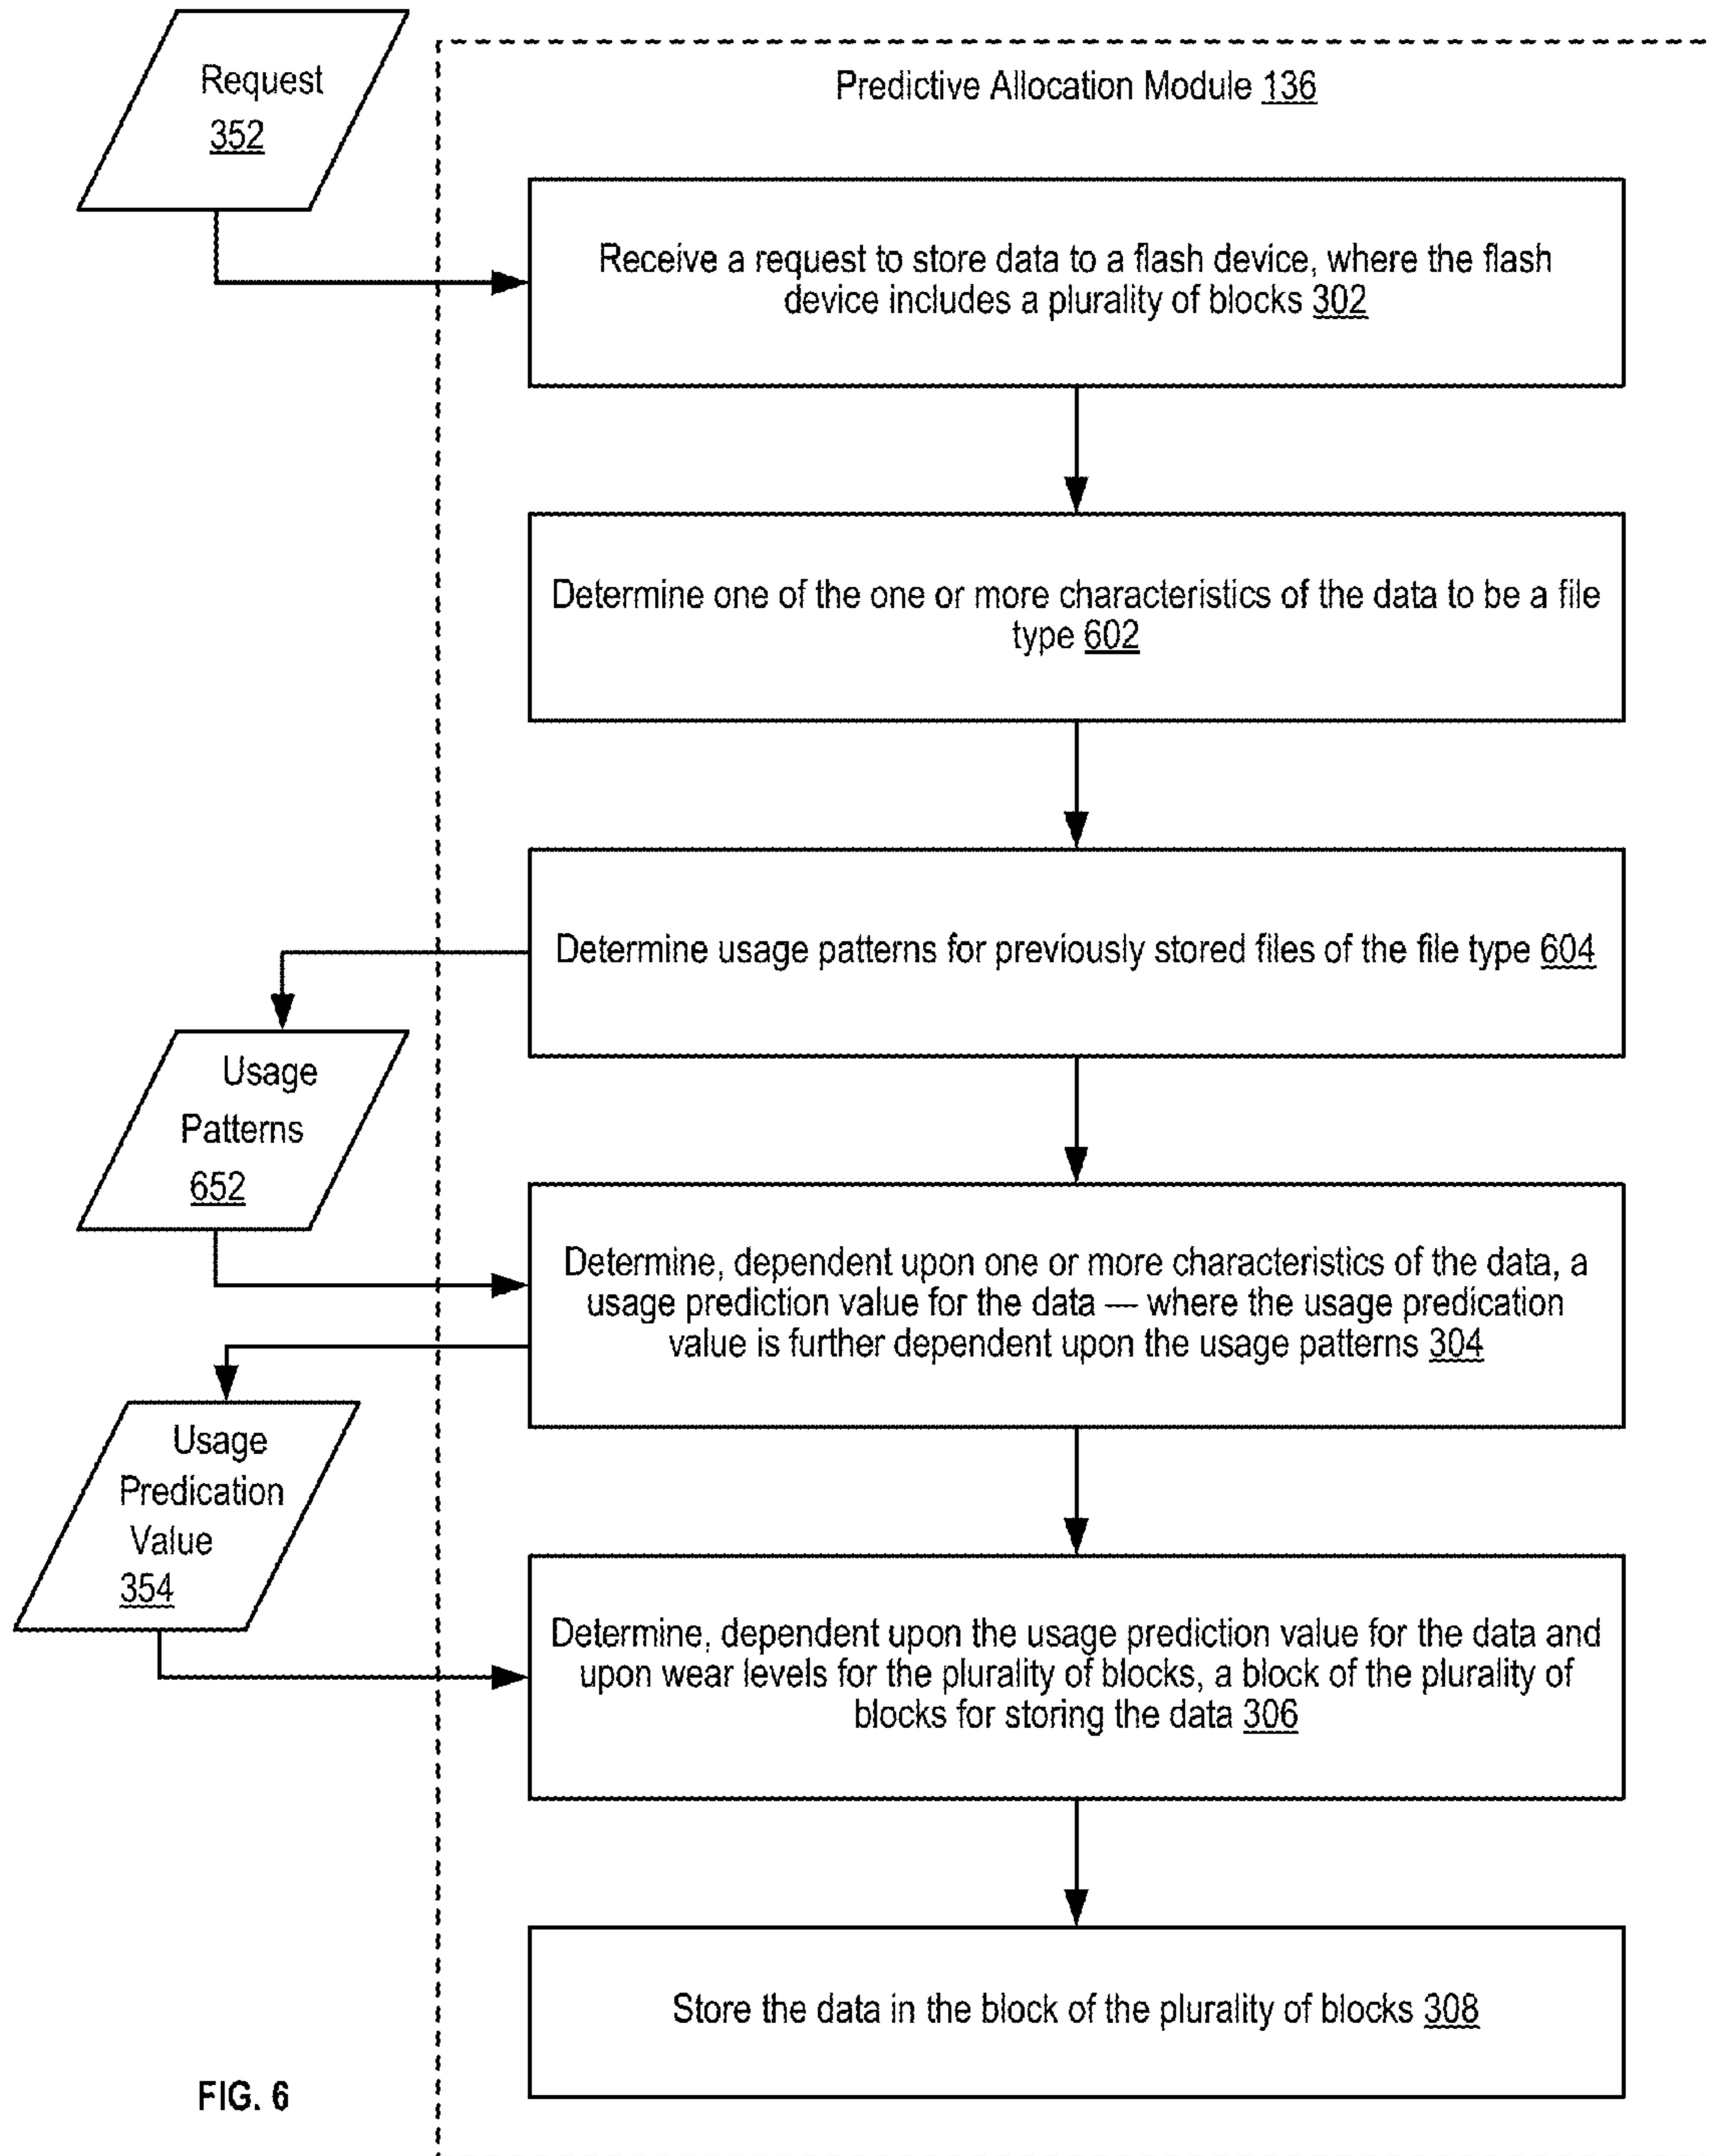 Request
352
Predictive Allocation Module 136
Receive a request to store data to a flash device, where the flash
device includes a plurality of blocks 302
Determine one of the one or more characteristics of the data to be a file
type 602
Determine usage patterns for previously stored files of the file type 604
Usage
Patterns
652
Determine, dependent upon one or more characteristics of the data, a
usage prediction value for the data — where the usage predication
value is further dependent upon the usage patterns 304
Usage
Predication
Value
354
Determine, dependent upon the usage prediction value for the data and
upon wear levels for the plurality of blocks, a block of the plurality of
blocks for storing the data 306
Store the data in the block of the plurality of blocks 308
FIG. 6